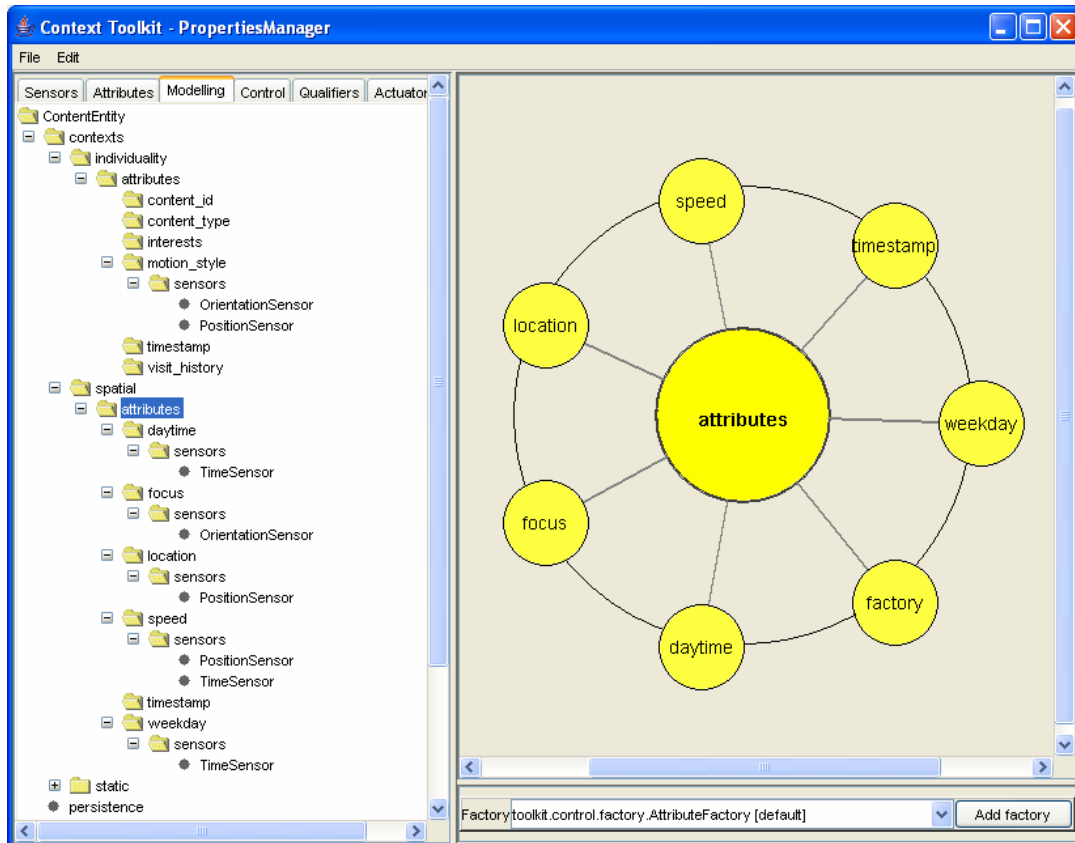 Context Toolkit - PropertiesManager
File Edit
Sensors Attributes Modelling Control Qualifiers Actuator
ContentEntity
contexts
individuality
attributes
content_id
content_type
interests
motion_style
sensors
OrientationSensor
PositionSensor
timestamp
visit_history
spatial
attributes
daytime
sensors
TimeSensor
focus
sensors
OrientationSensor
location
sensors
PositionSensor
speed
sensors
PositionSensor
TimeSensor
timestamp
weekday
sensors
TimeSensor
static
persistence
speed
timestamp
location
attributes
weekday
focus
factory
daytime
Factory toolkit.control.factory.AttributeFactory [default] Add factory